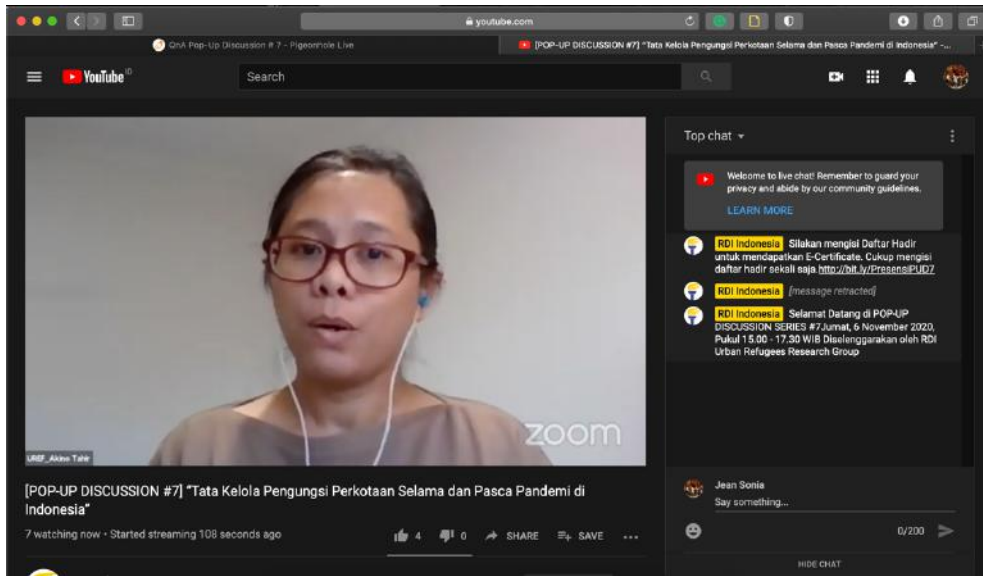 youtube.com
QnA Pop-Up Discussion # 7 - Pigeonhole Live
[POP-UP DISCUSSION #7] "Tata Kelola Pengungsi Perkotaan Selama dan Pasca Pandemi di Indonesia" -...
YouTube ID
Search
Top chat
Welcome to live chat! Remember to guard your
privacy and abide by our community guidelines.
LEARN MORE
RDI Indonesia Silakan mengisi Daftar Hadir
untuk mendapatkan E-Certificate. Cukup mengisi
daftar hadir sekali saja.http://bit.ly/PresensiPUD7
RDI Indonesia [message retracted]
RDI Indonesia Selamat Datang di POP-UP
DISCUSSION SERIES #7Jumat, 6 November 2020,
Pukul 15.00 - 17.30 WIB Diselenggarakan oleh RDI
Urban Refugees Research Group
zoom
UREF_Akino Tahir
[POP-UP DISCUSSION #7] "Tata Kelola Pengungsi Perkotaan Selama dan Pasca Pandemi di
Indonesia"
7 watching now • Started streaming 108 seconds ago
4 0 SHARE SAVE
Jean Sonia
Say something...
0/200
HIDE CHAT